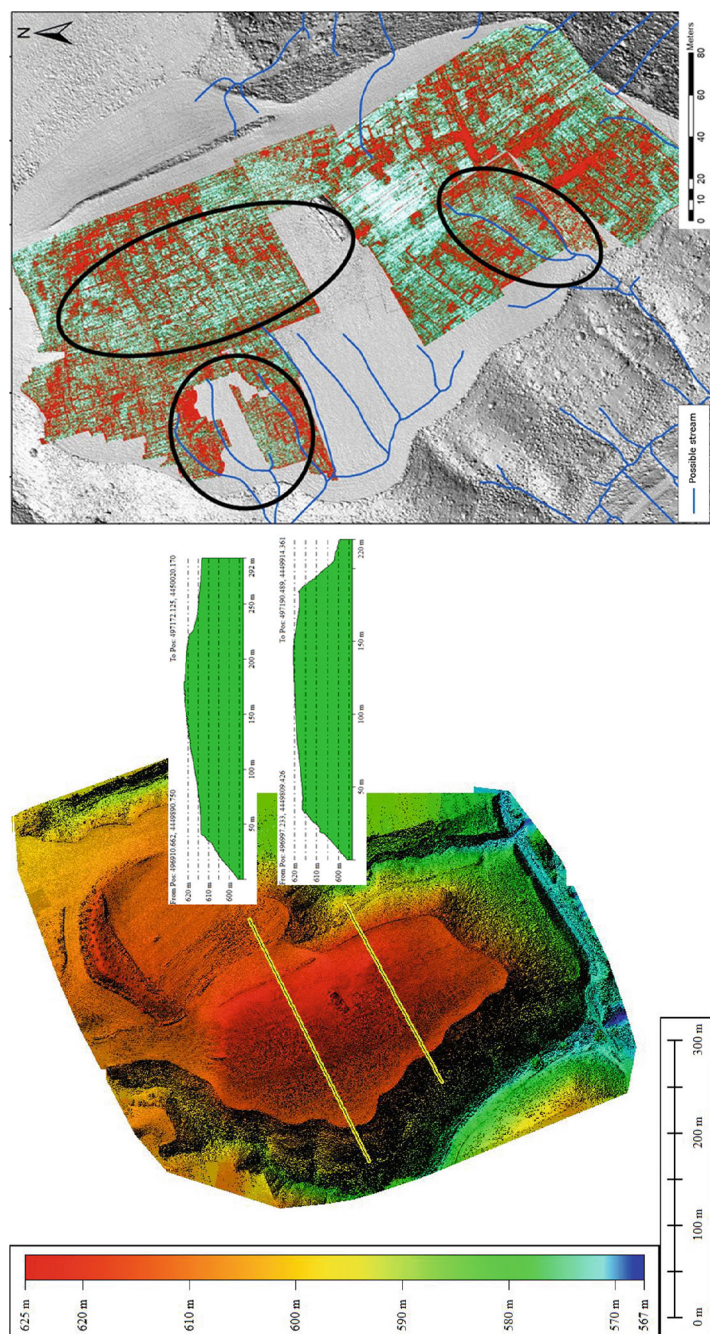 N
Possible stream
0 10 20 40 60 80
Meters
From Pos: 496910.662, 4449890.750 To Pos: 497172.125, 4450020.170
620 m
610 m
600 m
50 m 100 m 150 m 200 m 250 m 292 m
From Pos: 496997.233, 4449809.426 To Pos: 497190.489, 4449914.361
620 m
610 m
600 m
50 m 100 m 150 m 220 m
625 m
620 m
610 m
600 m
590 m
580 m
570 m
567 m
0 m 100 m 200 m 300 m